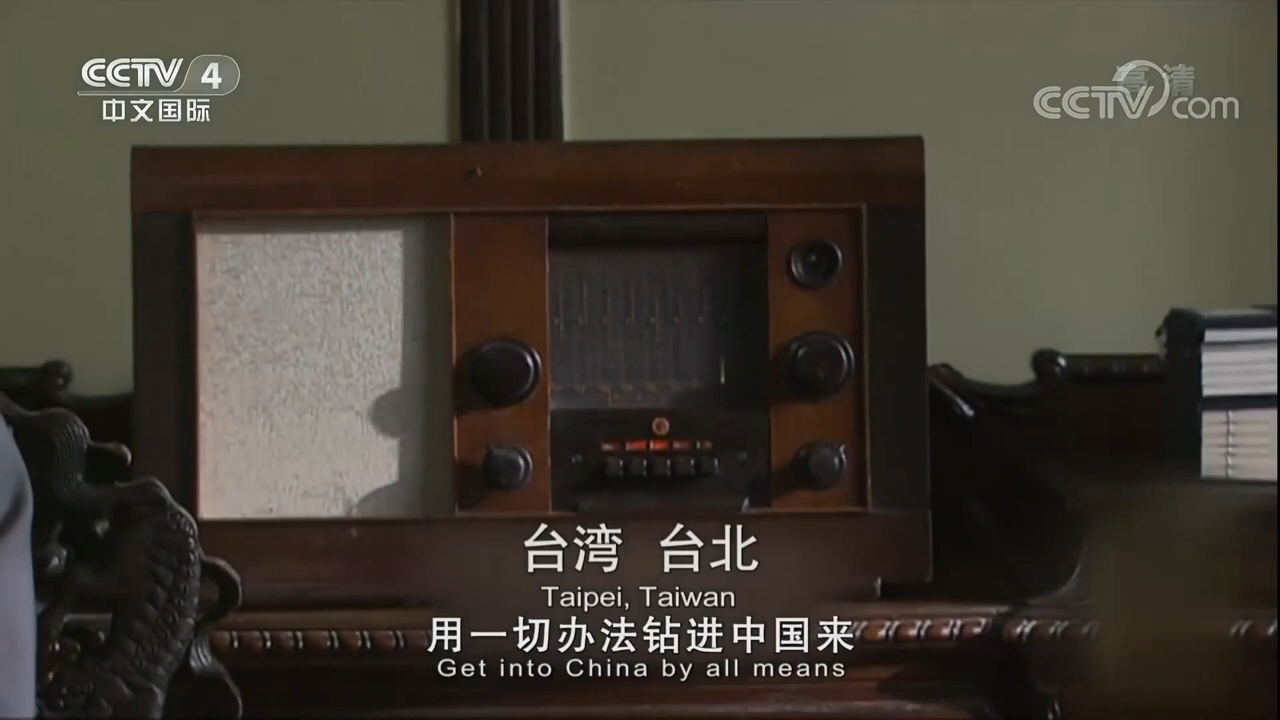 CCTV 4
中文国际
高清
CCTV.com
台湾 台北
Taipei, Taiwan
用一切办法钻进中国来
Get into China by all means